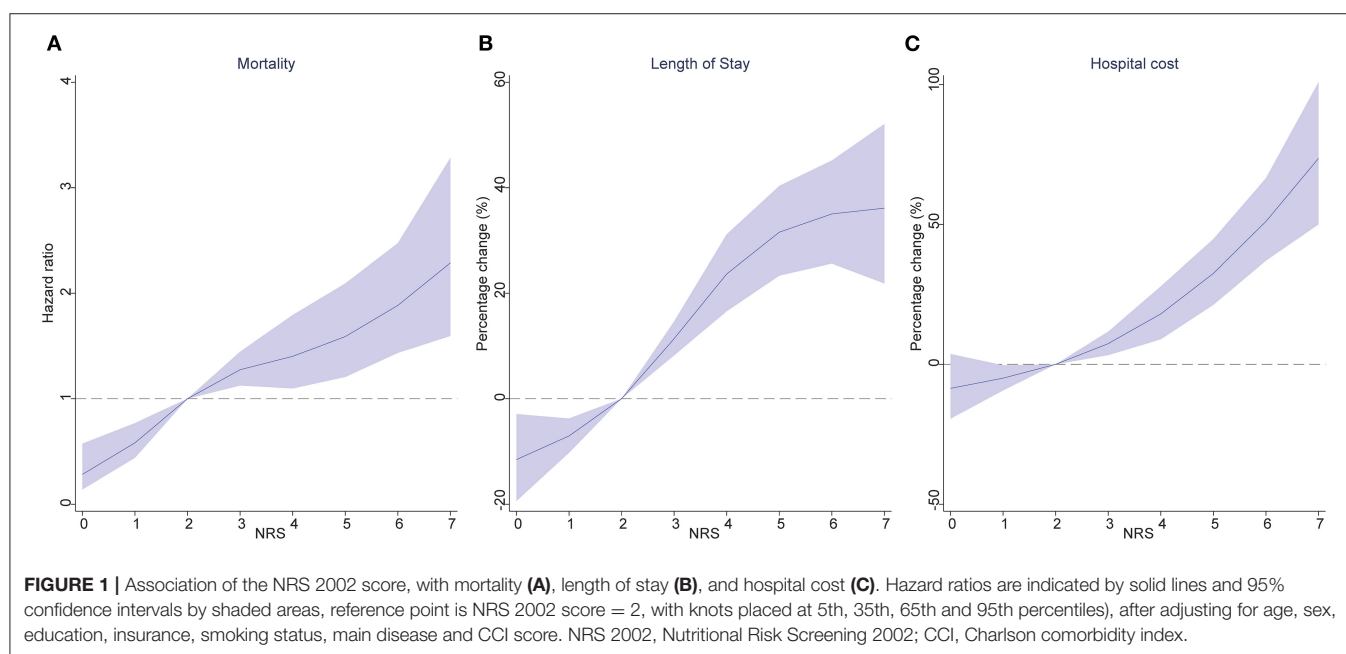 A
Mortality
4
3
2
1
0
Hazard ratio
0 1 2 3 4 5 6 7
NRS
B
Length of Stay
60
40
20
0
-20
Percentage change (%)
0 1 2 3 4 5 6 7
NRS
C
Hospital cost
100
50
0
-50
Percentage change (%)
0 1 2 3 4 5 6 7
NRS
FIGURE 1 | Association of the NRS 2002 score, with mortality (A), length of stay (B), and hospital cost (C). Hazard ratios are indicated by solid lines and 95%
confidence intervals by shaded areas, reference point is NRS 2002 score = 2, with knots placed at 5th, 35th, 65th and 95th percentiles), after adjusting for age, sex,
education, insurance, smoking status, main disease and CCI score. NRS 2002, Nutritional Risk Screening 2002; CCI, Charlson comorbidity index.